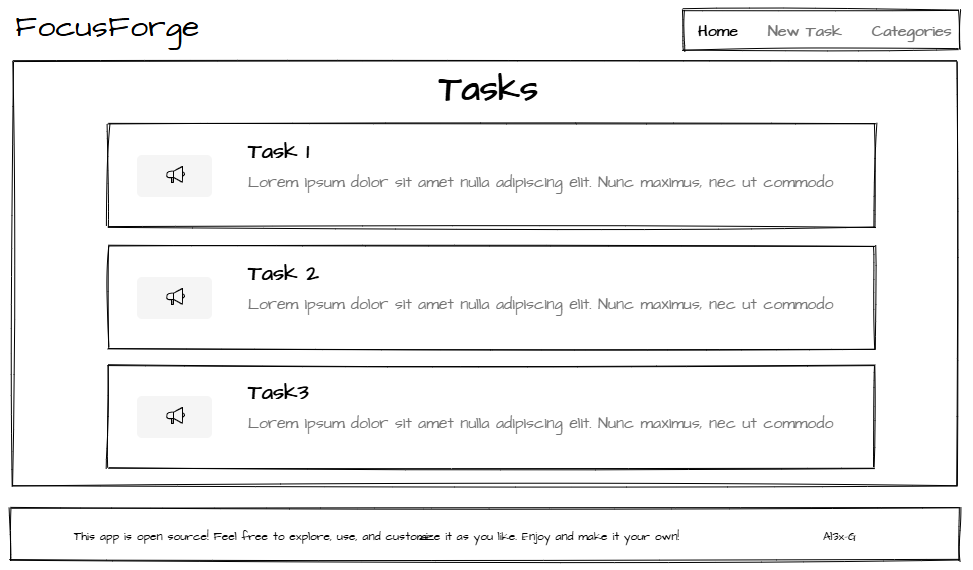 FocusForge
Home New Task Categories
Tasks
Task 1
Lorem ipsum dolor sit amet nulla adipiscing elit. Nunc maximus, nec ut commodo
Task 2
Lorem ipsum dolor sit amet nulla adipiscing elit. Nunc maximus, nec ut commodo
Task3
Lorem ipsum dolor sit amet nulla adipiscing elit. Nunc maximus, nec ut commodo
This app is open source! Feel free to explore, use, and customize it as you like. Enjoy and make it your own!
Al3x-G